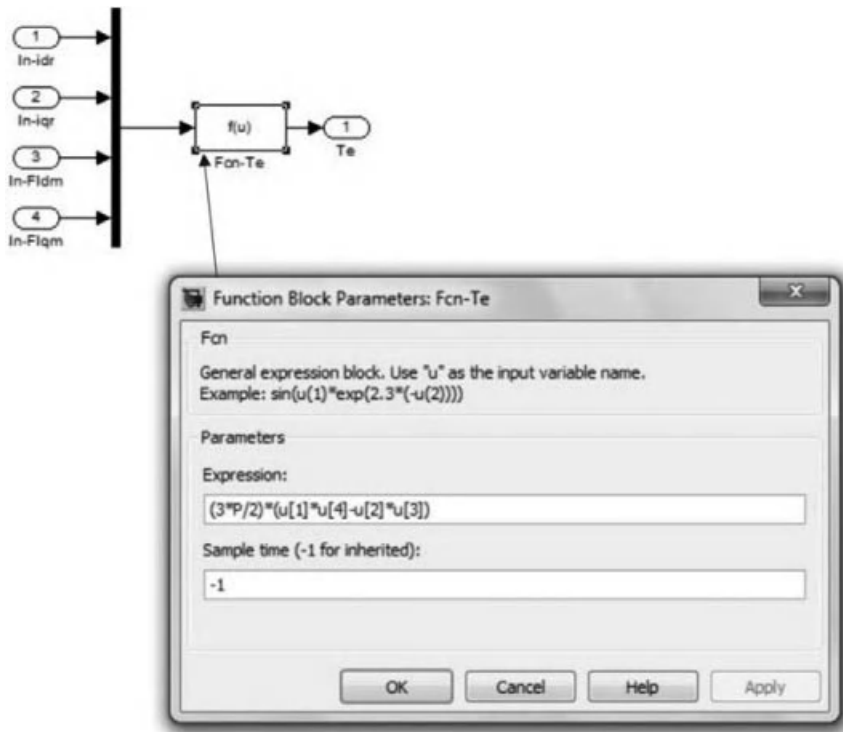 1
In-idr
2
In-iqr
3
In-Fldm
4
In-Flqm
f(u)
Fcn-Te
1
Te
Function Block Parameters: Fcn-Te
x
Fcn
General expression block. Use "u" as the input variable name.
Example: sin(u(1)*exp(2.3*(-u(2))))
Parameters
Expression:
(3*P/2)*(u[1]*u[4]-u[2]*u[3])
Sample time (-1 for inherited):
-1
OK Cancel Help Apply